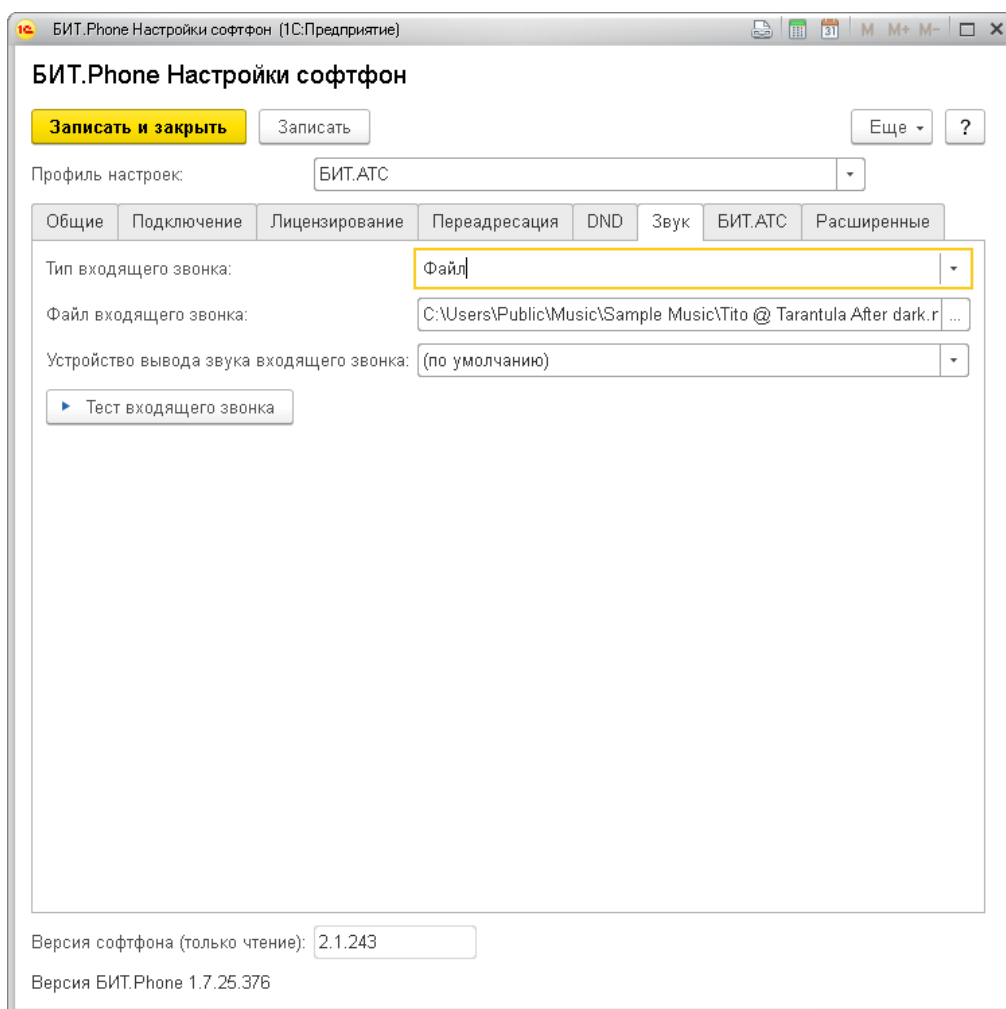 1С БИТ.Phone Настройки софтфон (1С:Предприятие) 31 M M+ M-
БИТ.Phone Настройки софтфон
Записать и закрыть Записать Еще ?
Профиль настроек: БИТ.АТС
Общие Подключение Лицензирование Переадресация DND Звук БИТ.АТС Расширенные
Тип входящего звонка: Файл
Файл входящего звонка: C:\Users\Public\Music\Sample Music\Tito @ Tarantula After dark.r ...
Устройство вывода звука входящего звонка: (по умолчанию)
Тест входящего звонка
Версия софтфона (только чтение): 2.1.243
Версия БИТ.Phone 1.7.25.376